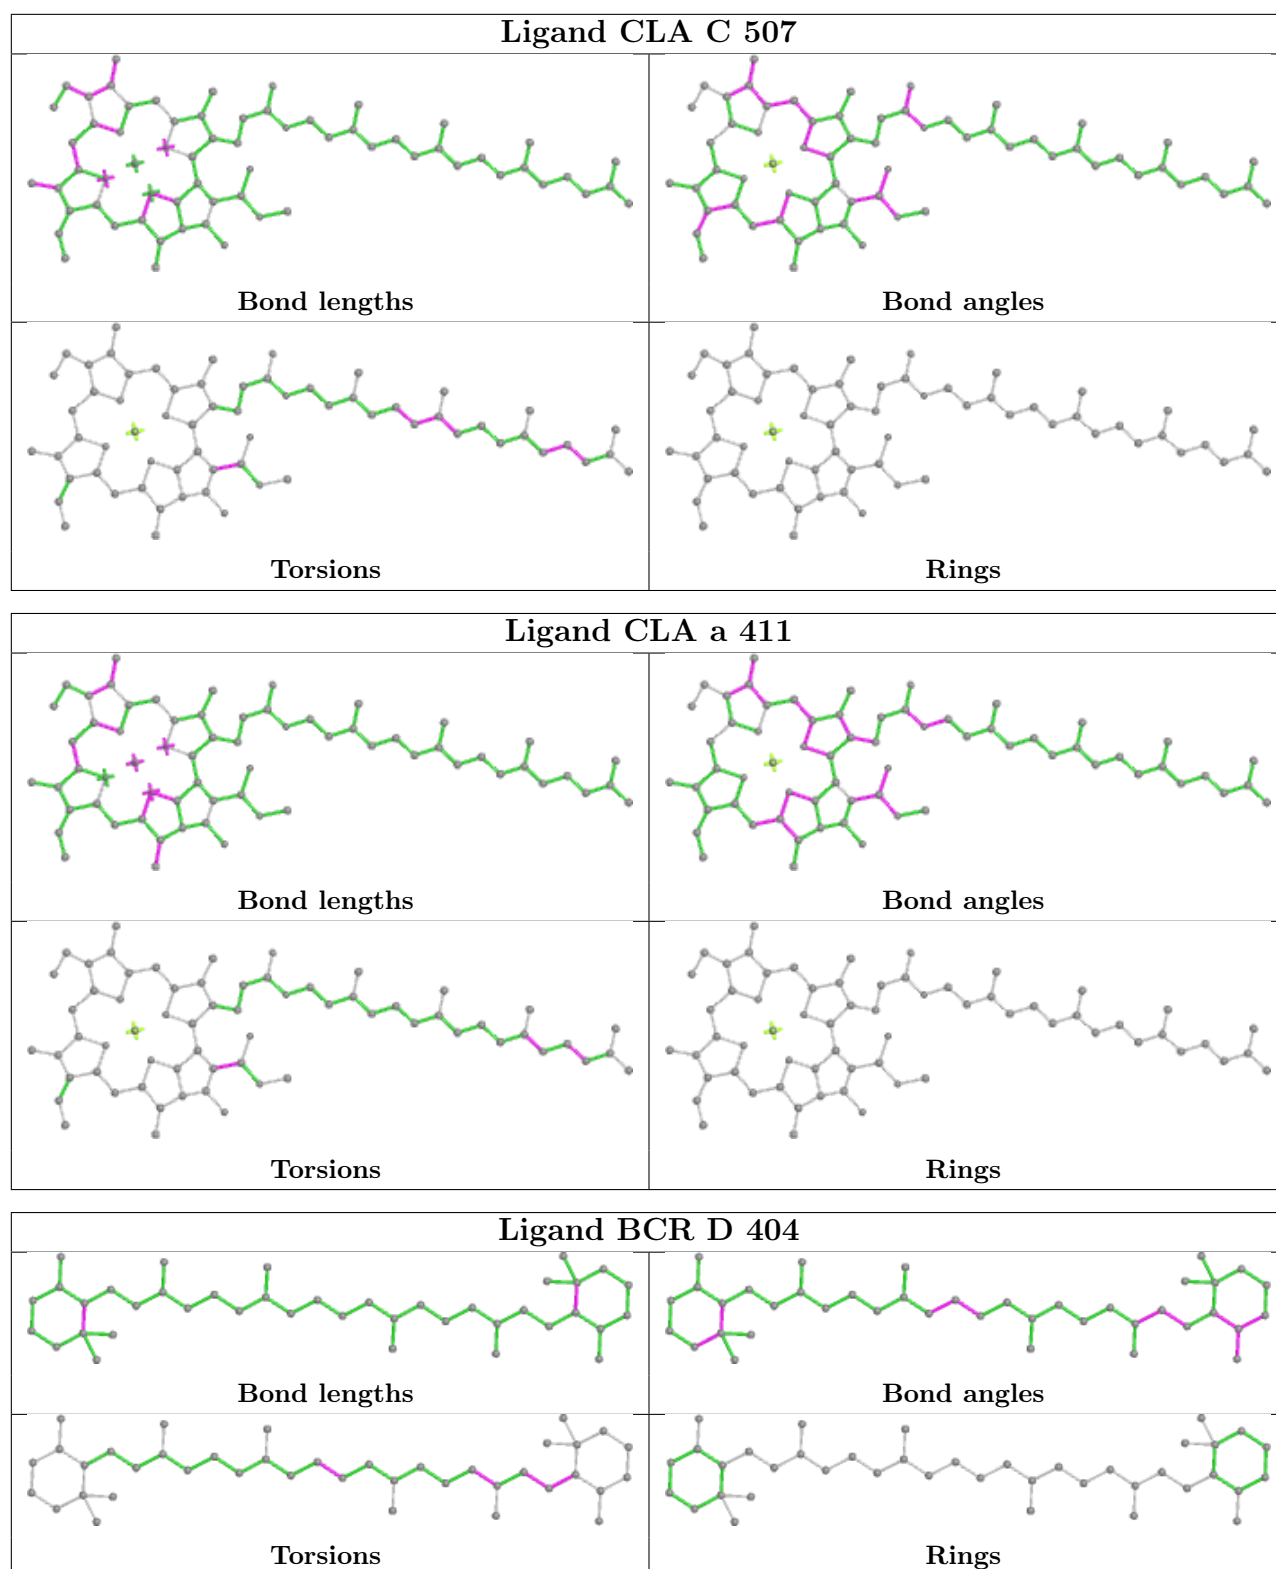 Ligand CLA C 507
Bond lengths
Bond angles
Torsions
Rings
Ligand CLA a 411
Bond lengths
Bond angles
Torsions
Rings
Ligand BCR D 404
Bond lengths
Bond angles
Torsions
Rings